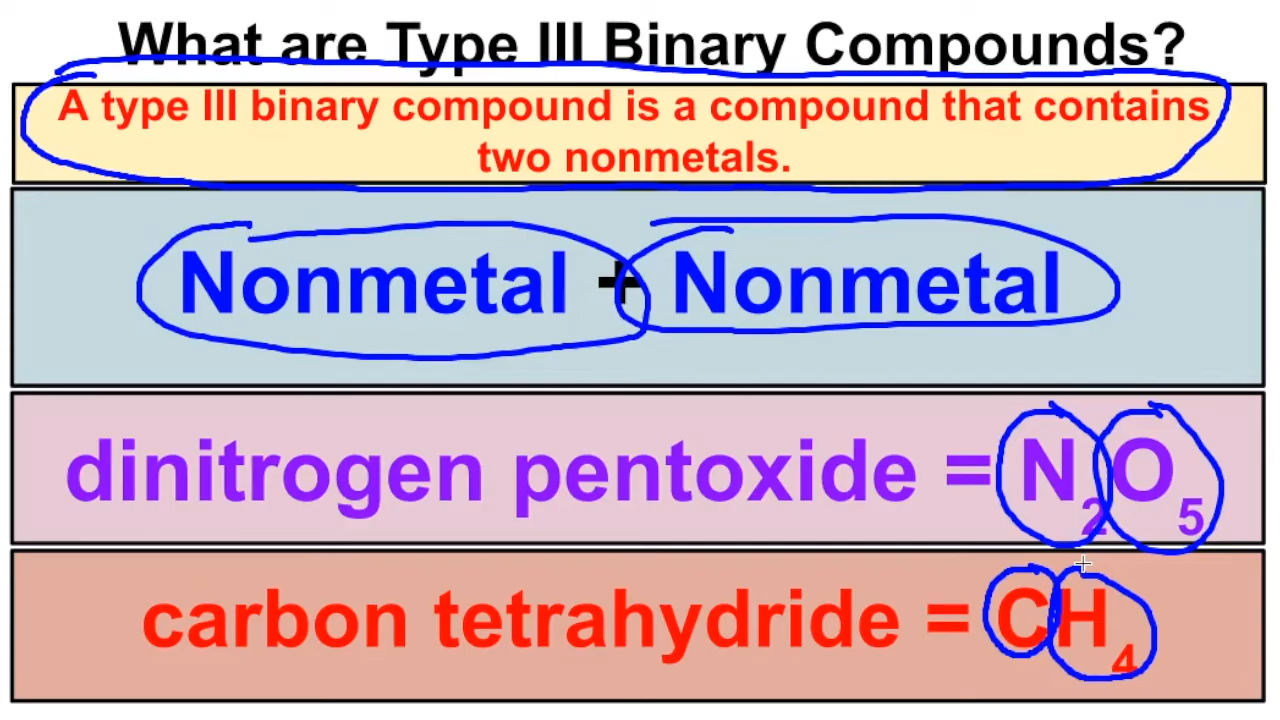 What are Type III Binary Compounds?
A type III binary compound is a compound that contains
two nonmetals.
Nonmetal + Nonmetal
dinitrogen pentoxide = N₂O₅
carbon tetrahydride = CH₄